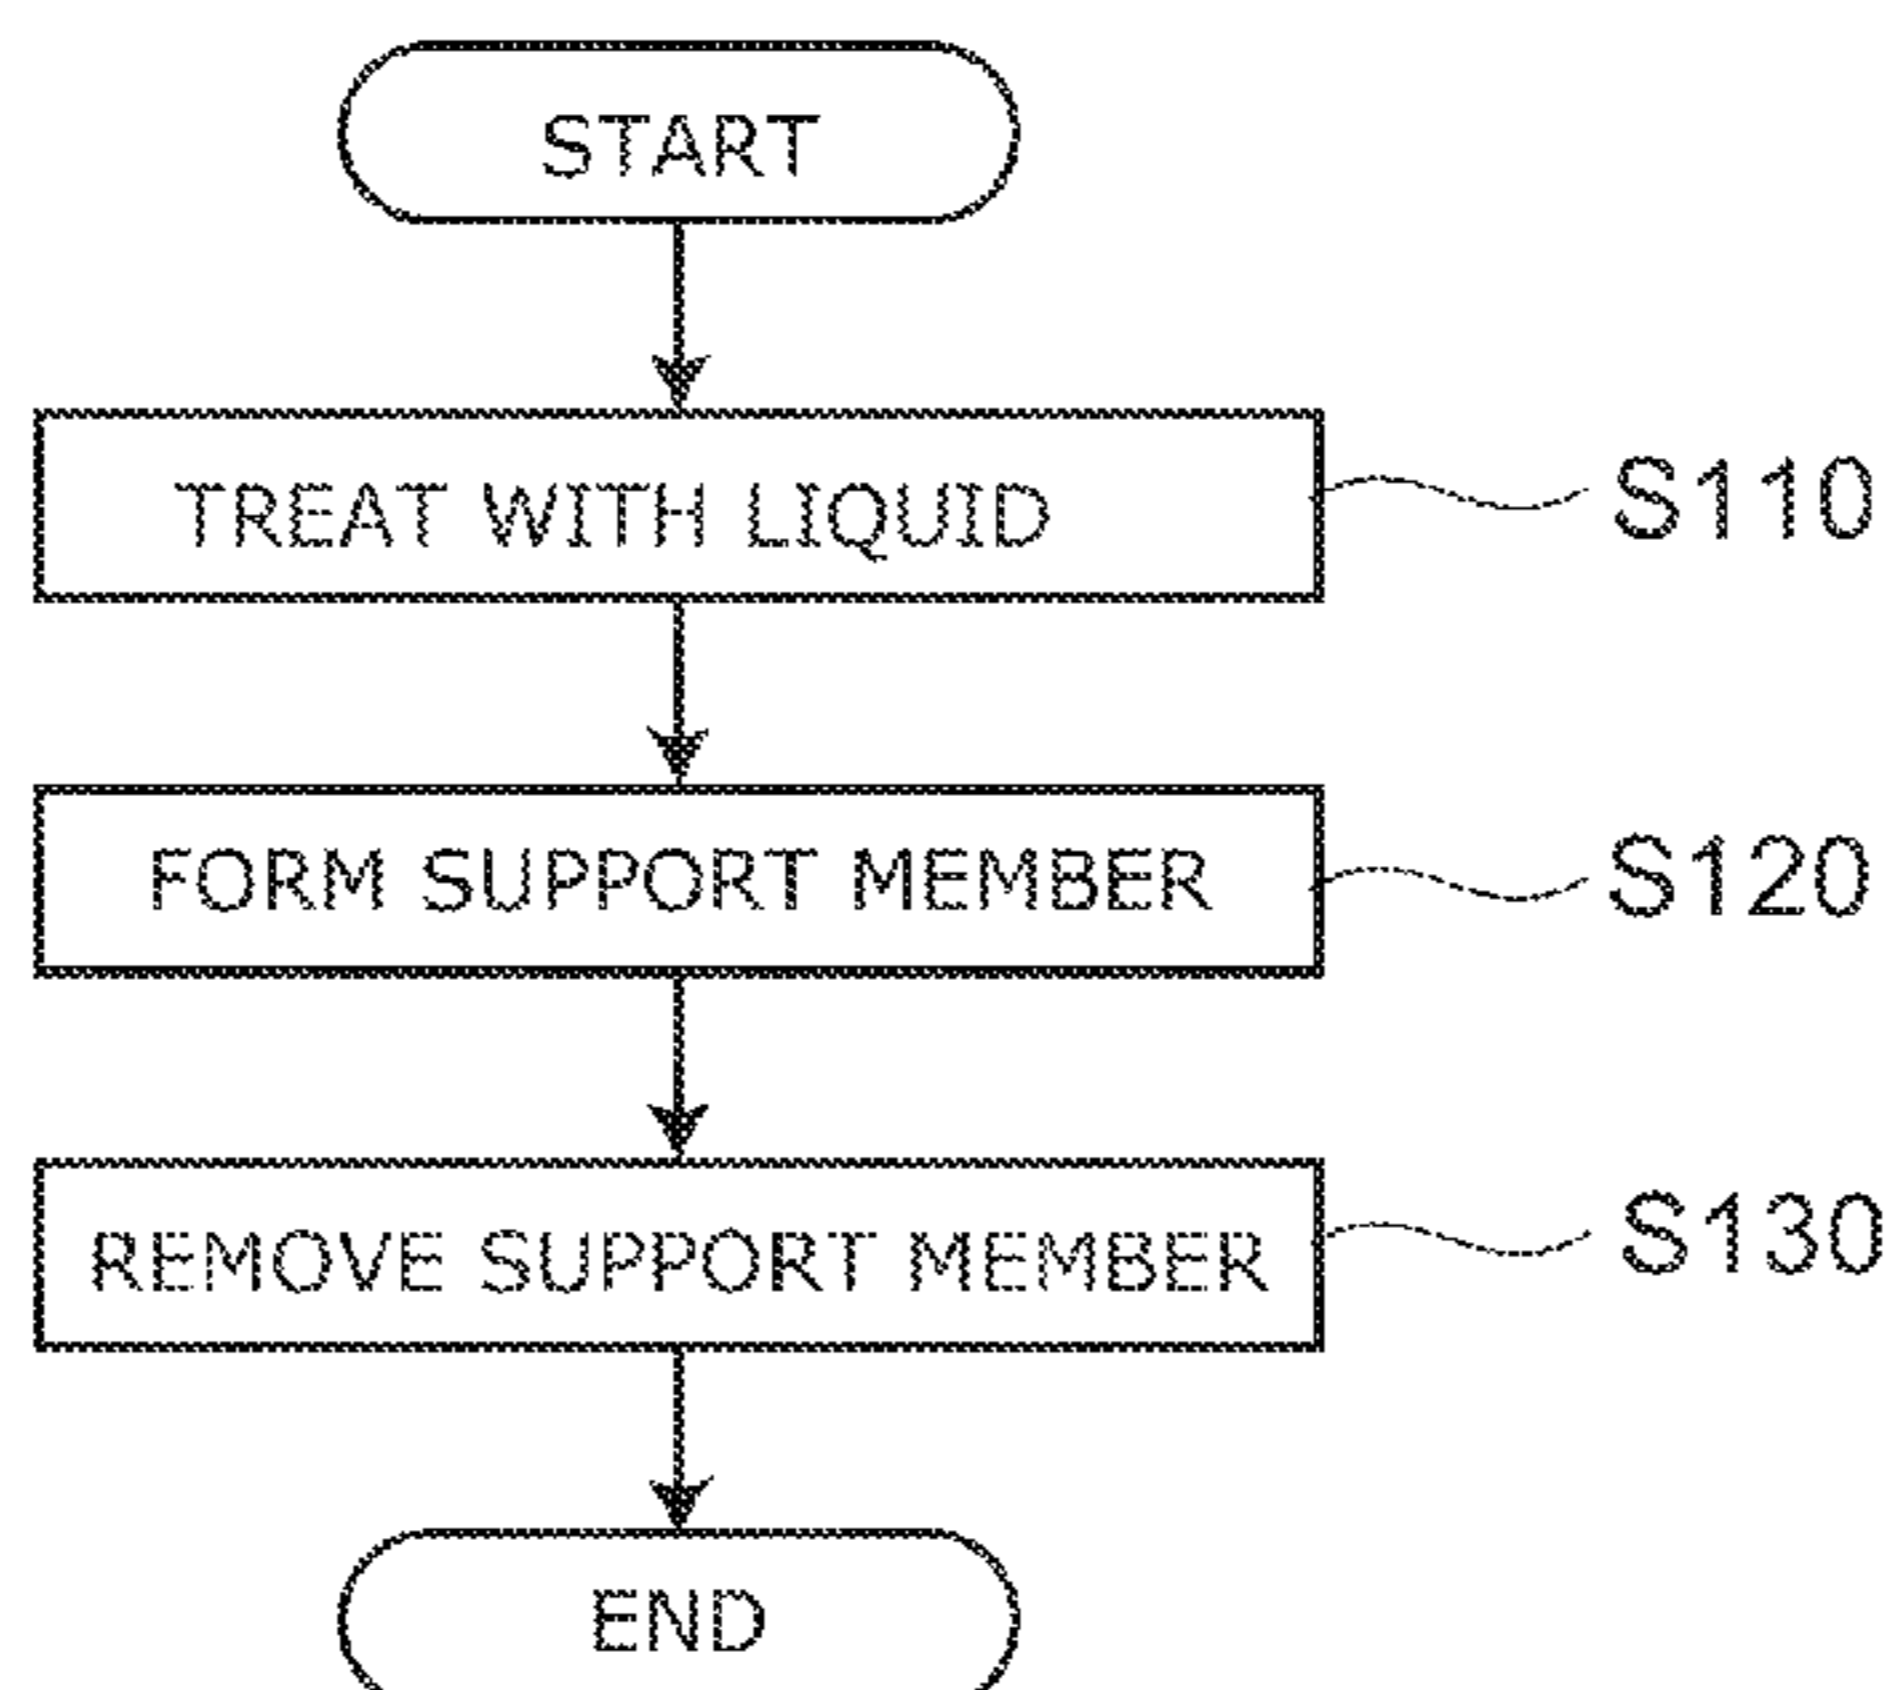 START
TREAT WITH LIQUID
S110
FORM SUPPORT MEMBER
S120
REMOVE SUPPORT MEMBER
S130
END